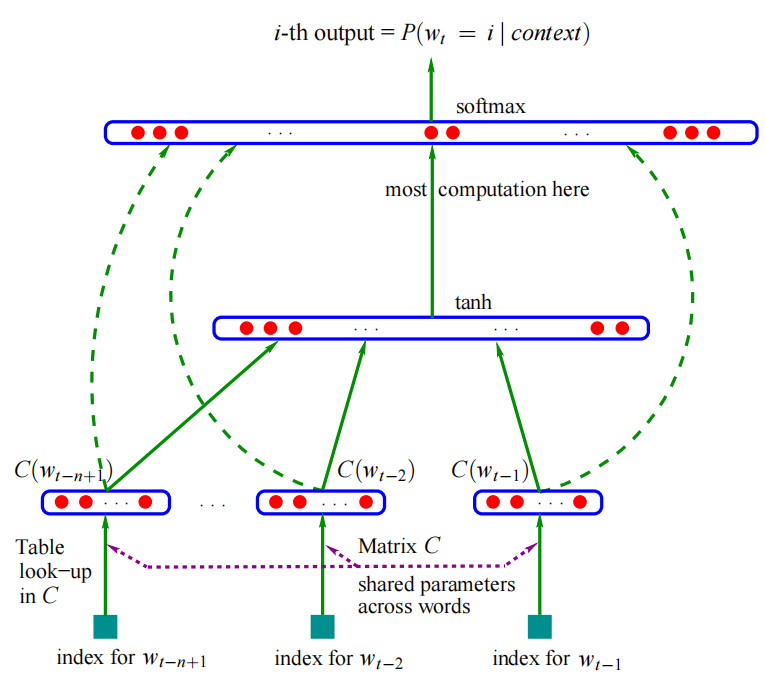 i-th output = P(w_t = i | context)
softmax
. . . . . .
most computation here
tanh
. . . . . .
C(w_{t−n+1}) C(w_{t−2}) C(w_{t−1})
. . . . . . . . . . . .
Table look−up in C
Matrix C
shared parameters
across words
index for w_{t−n+1} index for w_{t−2} index for w_{t−1}